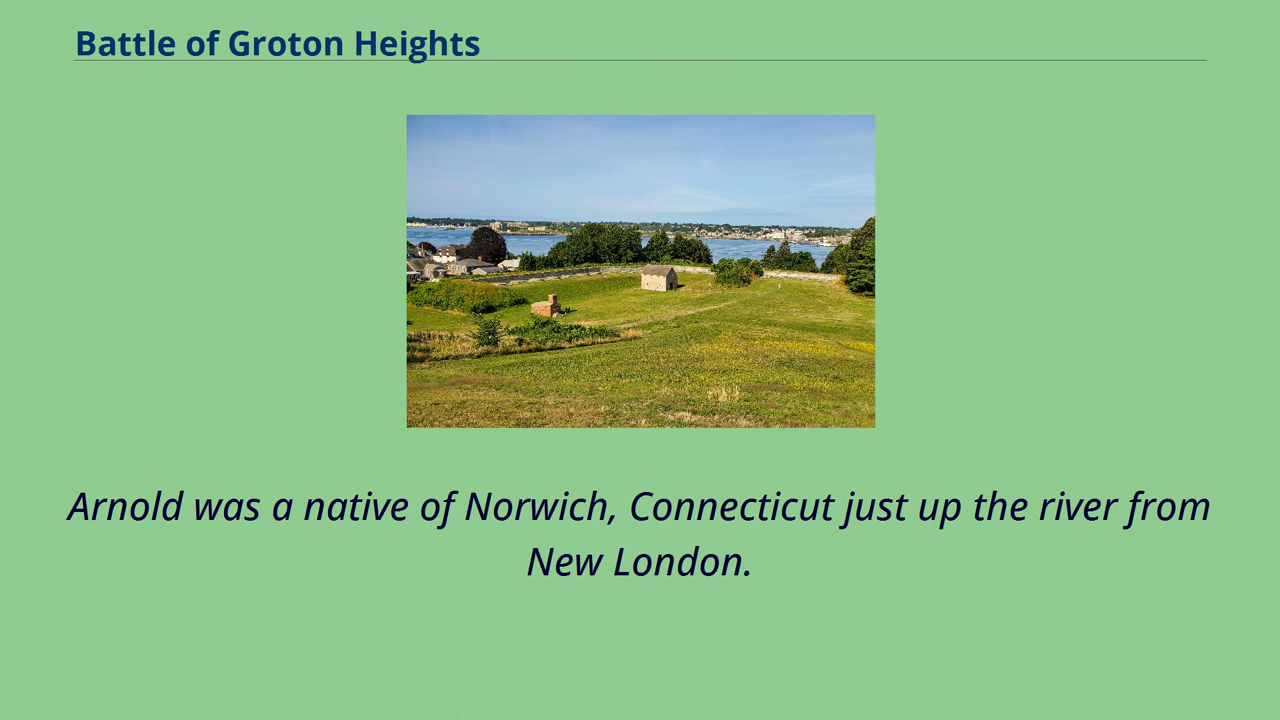 Battle of Groton Heights
Arnold was a native of Norwich, Connecticut just up the river from
New London.